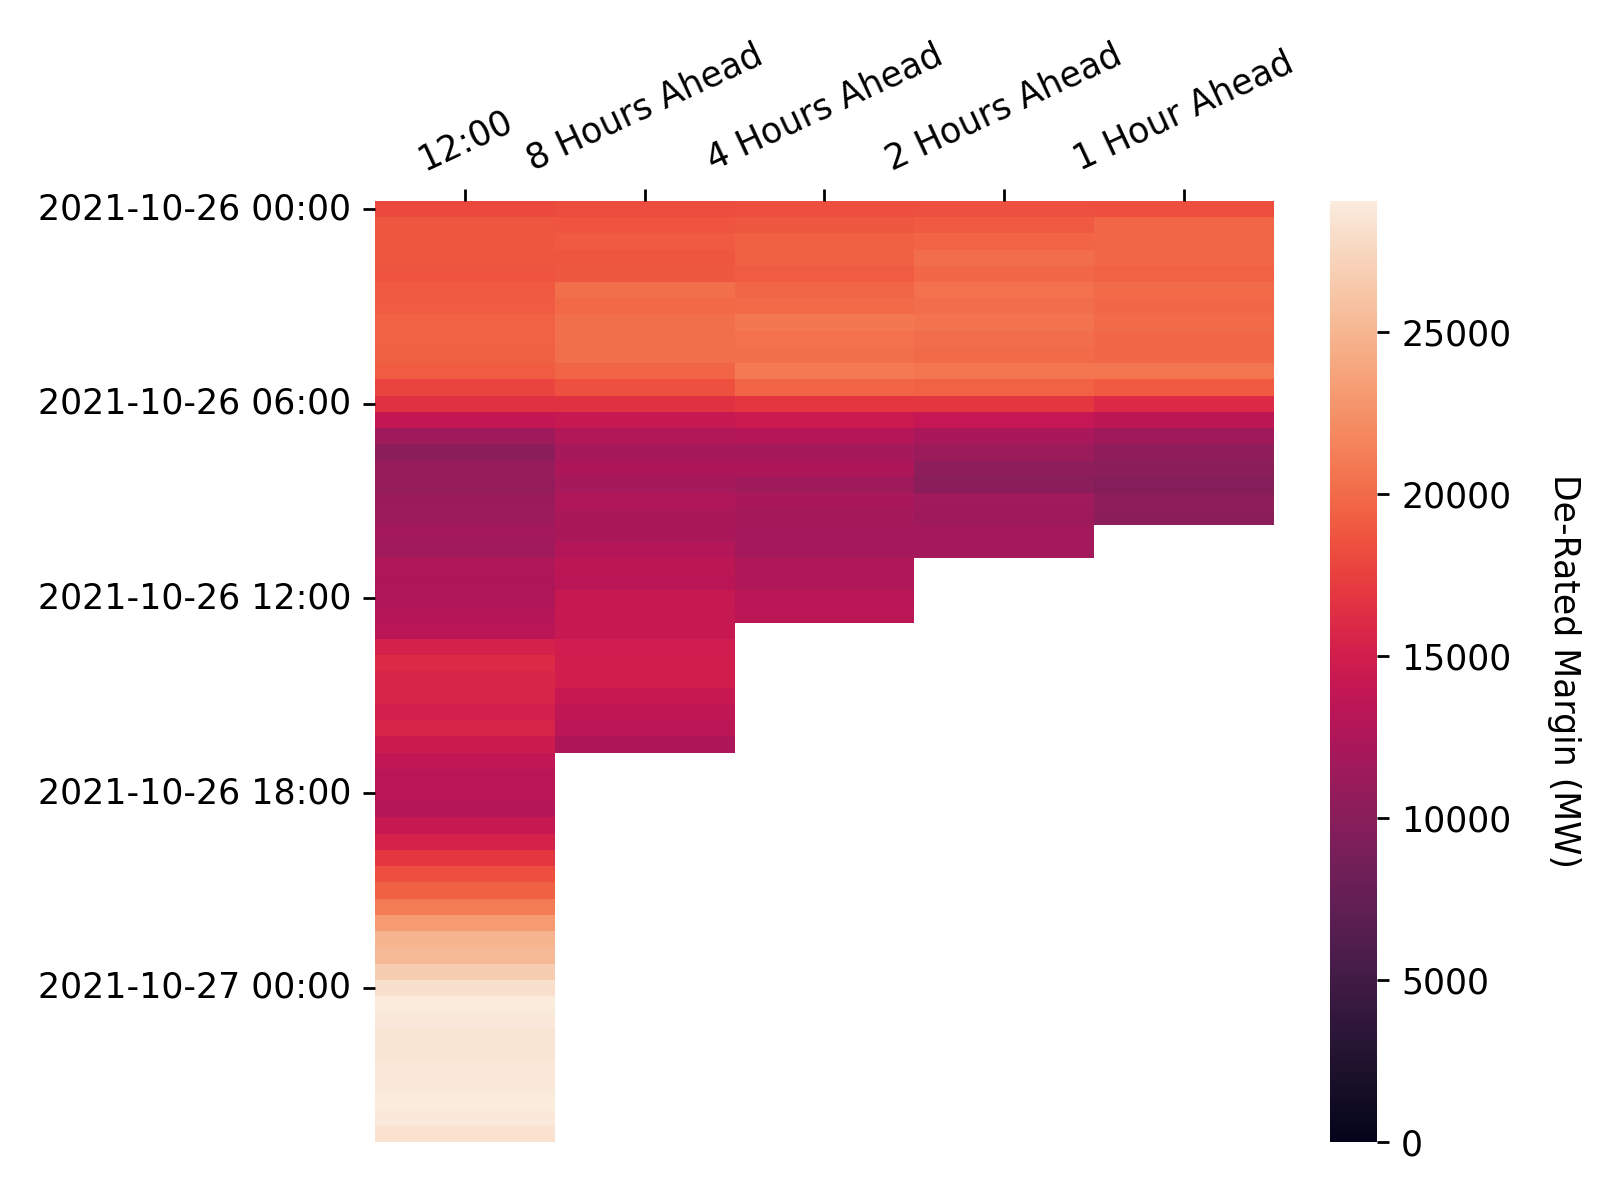 12:00
8 Hours Ahead
4 Hours Ahead
2 Hours Ahead
1 Hour Ahead
2021-10-26 00:00
2021-10-26 06:00
2021-10-26 12:00
2021-10-26 18:00
2021-10-27 00:00
25000
20000
15000
10000
5000
0
De-Rated Margin (MW)